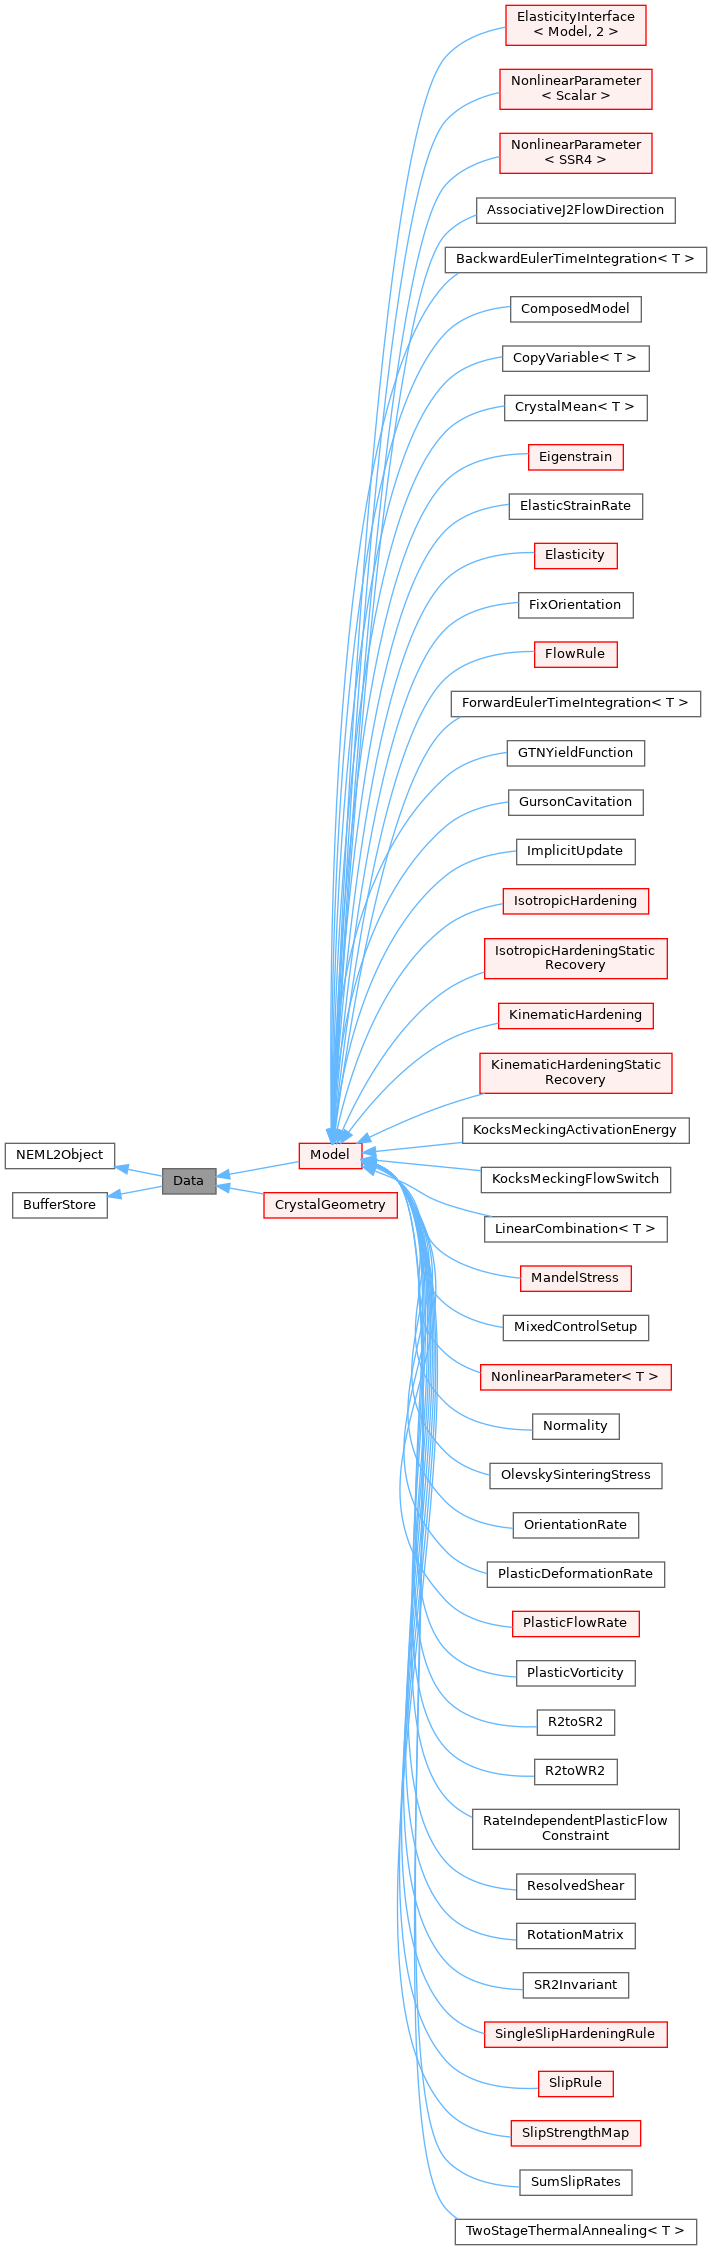 ElasticityInterface
< Model, 2 >
NonlinearParameter
< Scalar >
NonlinearParameter
< SSR4 >
AssociativeJ2FlowDirection
BackwardEulerTimeIntegration< T >
ComposedModel
CopyVariable< T >
CrystalMean< T >
Eigenstrain
ElasticStrainRate
Elasticity
FixOrientation
FlowRule
ForwardEulerTimeIntegration< T >
GTNYieldFunction
GursonCavitation
ImplicitUpdate
IsotropicHardening
IsotropicHardeningStatic
Recovery
KinematicHardening
KinematicHardeningStatic
Recovery
KocksMeckingActivationEnergy
NEML2Object
Model
Data
KocksMeckingFlowSwitch
BufferStore
CrystalGeometry
LinearCombination< T >
MandelStress
MixedControlSetup
NonlinearParameter< T >
Normality
OlevskySinteringStress
OrientationRate
PlasticDeformationRate
PlasticFlowRate
PlasticVorticity
R2toSR2
R2toWR2
RateIndependentPlasticFlow
Constraint
ResolvedShear
RotationMatrix
SR2Invariant
SingleSlipHardeningRule
SlipRule
SlipStrengthMap
SumSlipRates
TwoStageThermalAnnealing< T >